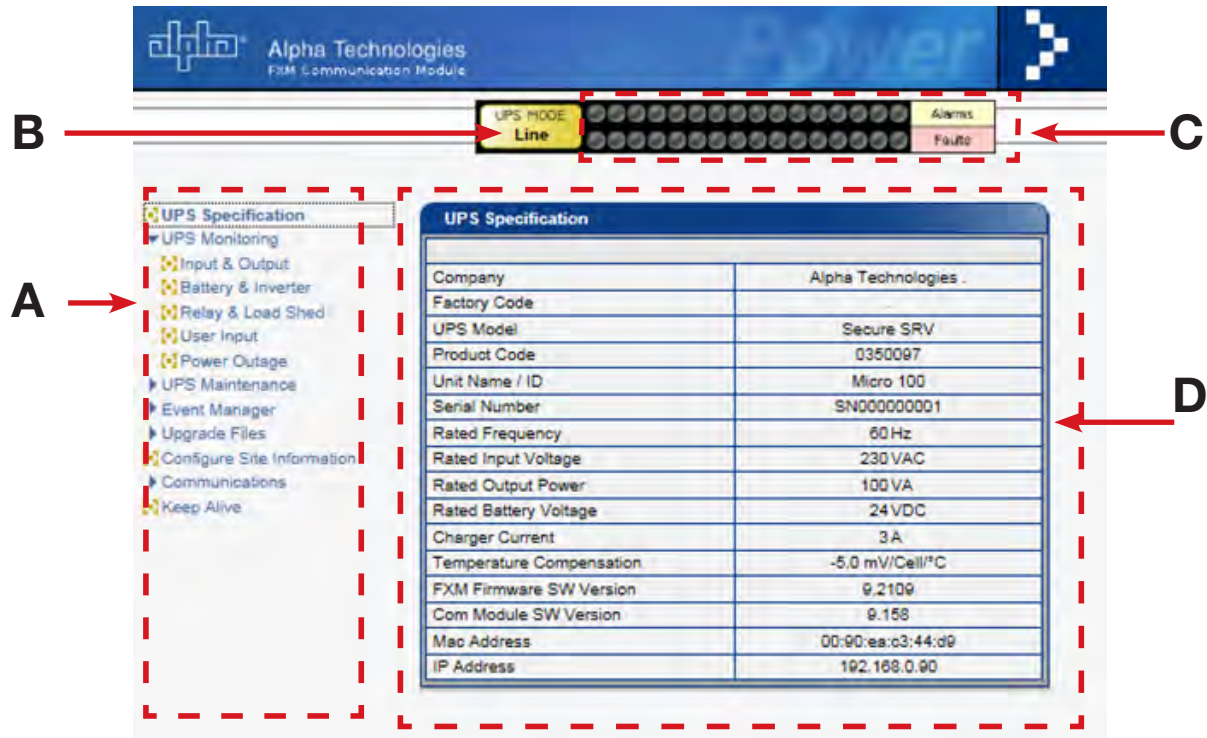 alpha
Alpha Technologies
FXM Communication Module
Power
B
UPS MODE
Line
Alarms
Faults
C
A
UPS Specification
UPS Monitoring
Input & Output
Battery & Inverter
Relay & Load Shed
User Input
Power Outage
UPS Maintenance
Event Manager
Upgrade Files
Configure Site Information
Communications
Keep Alive
UPS Specification
Company Alpha Technologies .
Factory Code
UPS Model Secure SRV
Product Code 0350097
Unit Name / ID Micro 100
Serial Number SN000000001
Rated Frequency 60 Hz
Rated Input Voltage 230 VAC
Rated Output Power 100 VA
Rated Battery Voltage 24 VDC
Charger Current 3 A
Temperature Compensation -5.0 mV/Cell/°C
FXM Firmware SW Version 9.2109
Com Module SW Version 9.158
Mac Address 00:90:ea:c3:44:d9
IP Address 192.168.0.90
D